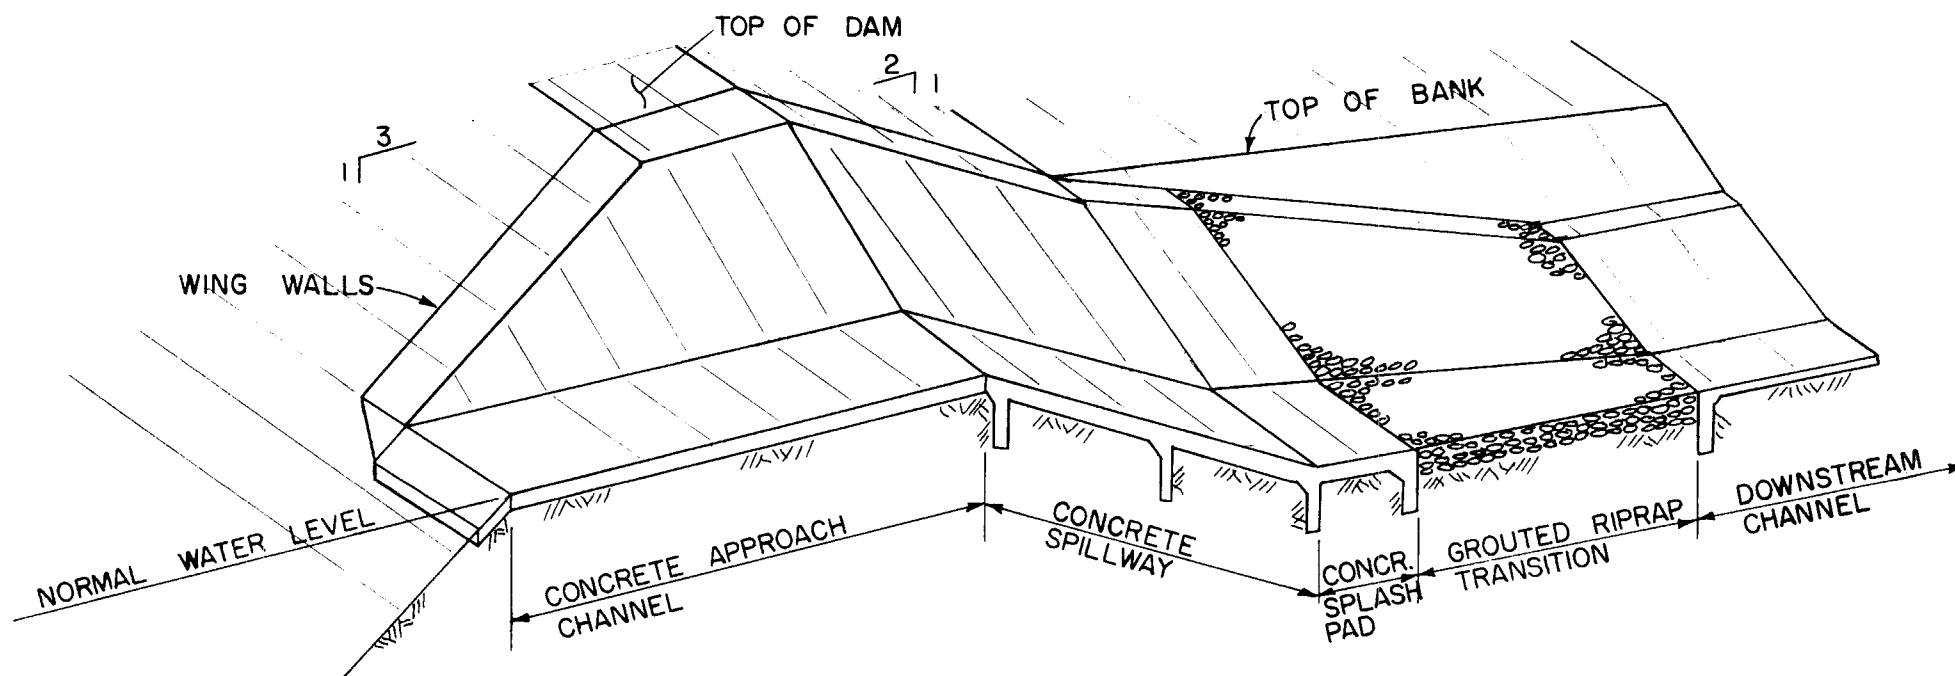 TOP OF DAM
2
1
TOP OF BANK
3
1
WING WALLS
NORMAL WATER LEVEL
CONCRETE APPROACH
CHANNEL
CONCRETE
SPILLWAY
CONCR.
SPLASH
PAD
GROUTED RIPRAP
TRANSITION
DOWNSTREAM
CHANNEL